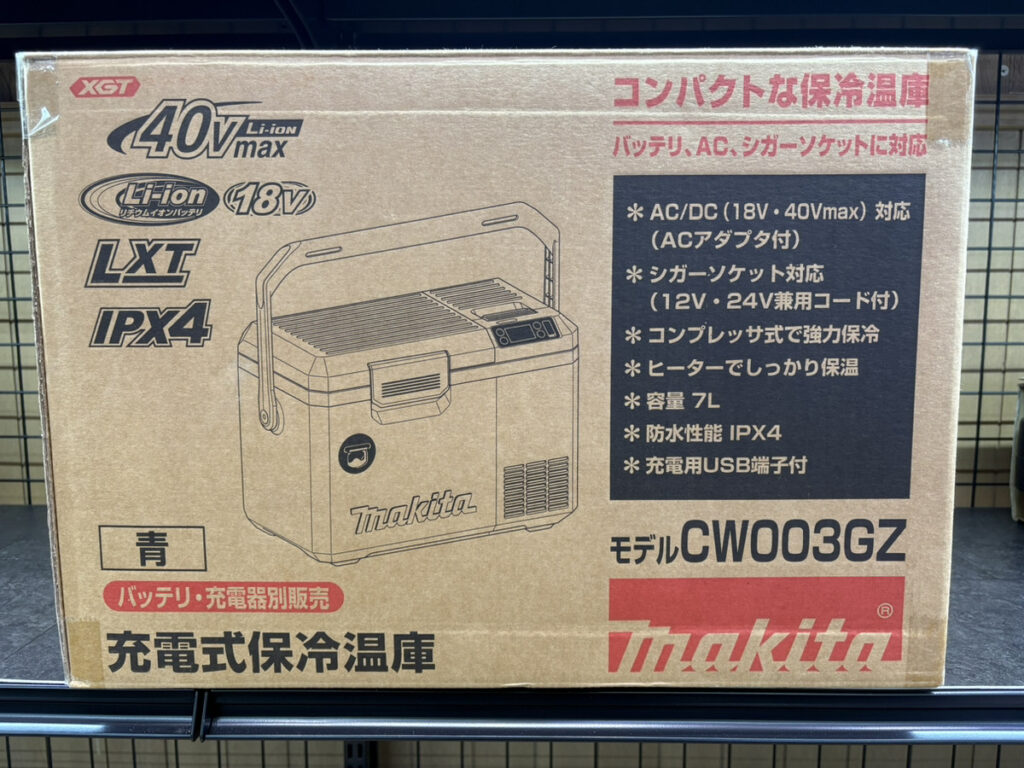 XGT
40Vmax Li-ion
Li-ion 18V
リチウムイオンバッテリ
LXT
IPX4
makita
青
バッテリ・充電器別販売
充電式保冷温庫
コンパクトな保冷温庫
バッテリ、AC、シガーソケットに対応
＊AC/DC（18V・40Vmax）対応
（ACアダプタ付）
＊シガーソケット対応
（12V・24V兼用コード付）
＊コンプレッサ式で強力保冷
＊ヒーターでしっかり保温
＊容量 7L
＊防水性能 IPX4
＊充電用USB端子付
モデルCW003GZ
makita®